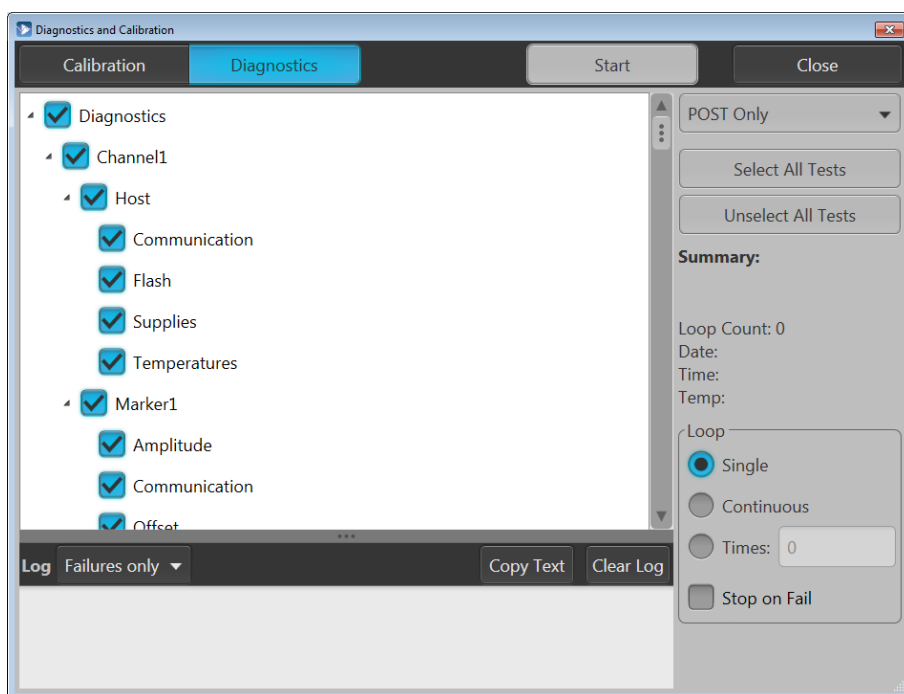 Diagnostics and Calibration
Calibration
Diagnostics
Start
Close
Diagnostics
Channel1
Host
Communication
Flash
Supplies
Temperatures
Marker1
Amplitude
Communication
Offset
POST Only
Select All Tests
Unselect All Tests
Summary:
Loop Count: 0
Date:
Time:
Temp:
Loop
Single
Continuous
Times: 0
Stop on Fail
Log Failures only
Copy Text
Clear Log